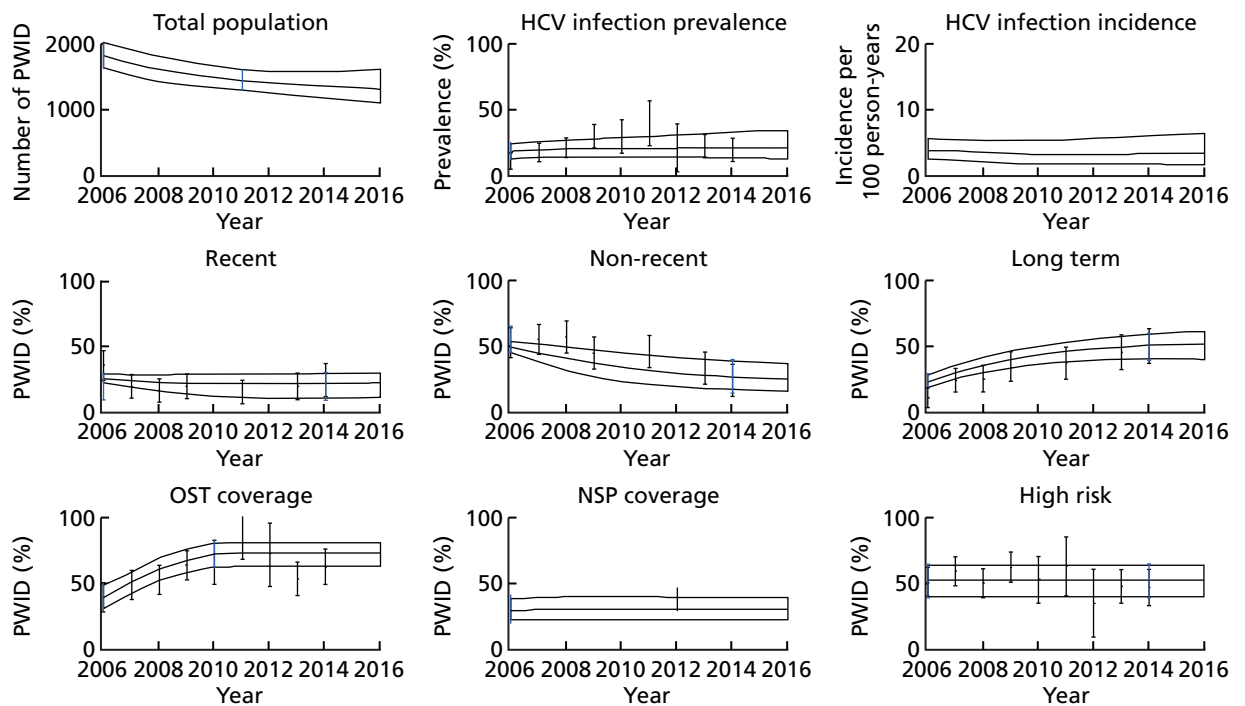 Total population
HCV infection prevalence
HCV infection incidence
Number of PWID
2000
1000
0
2006 2008 2010 2012 2014 2016
Year
Prevalence (%)
100
50
0
2006 2008 2010 2012 2014 2016
Year
Incidence per
100 person-years
20
10
5
0
2006 2008 2010 2012 2014 2016
Year
Recent
Non-recent
Long term
PWID (%)
100
50
0
2006 2008 2010 2012 2014 2016
Year
PWID (%)
100
50
0
2006 2008 2010 2012 2014 2016
Year
PWID (%)
100
50
0
2006 2008 2010 2012 2014 2016
Year
OST coverage
NSP coverage
High risk
PWID (%)
100
50
0
2006 2008 2010 2012 2014 2016
Year
PWID (%)
100
50
0
2006 2008 2010 2012 2014 2016
Year
PWID (%)
100
50
0
2006 2008 2010 2012 2014 2016
Year